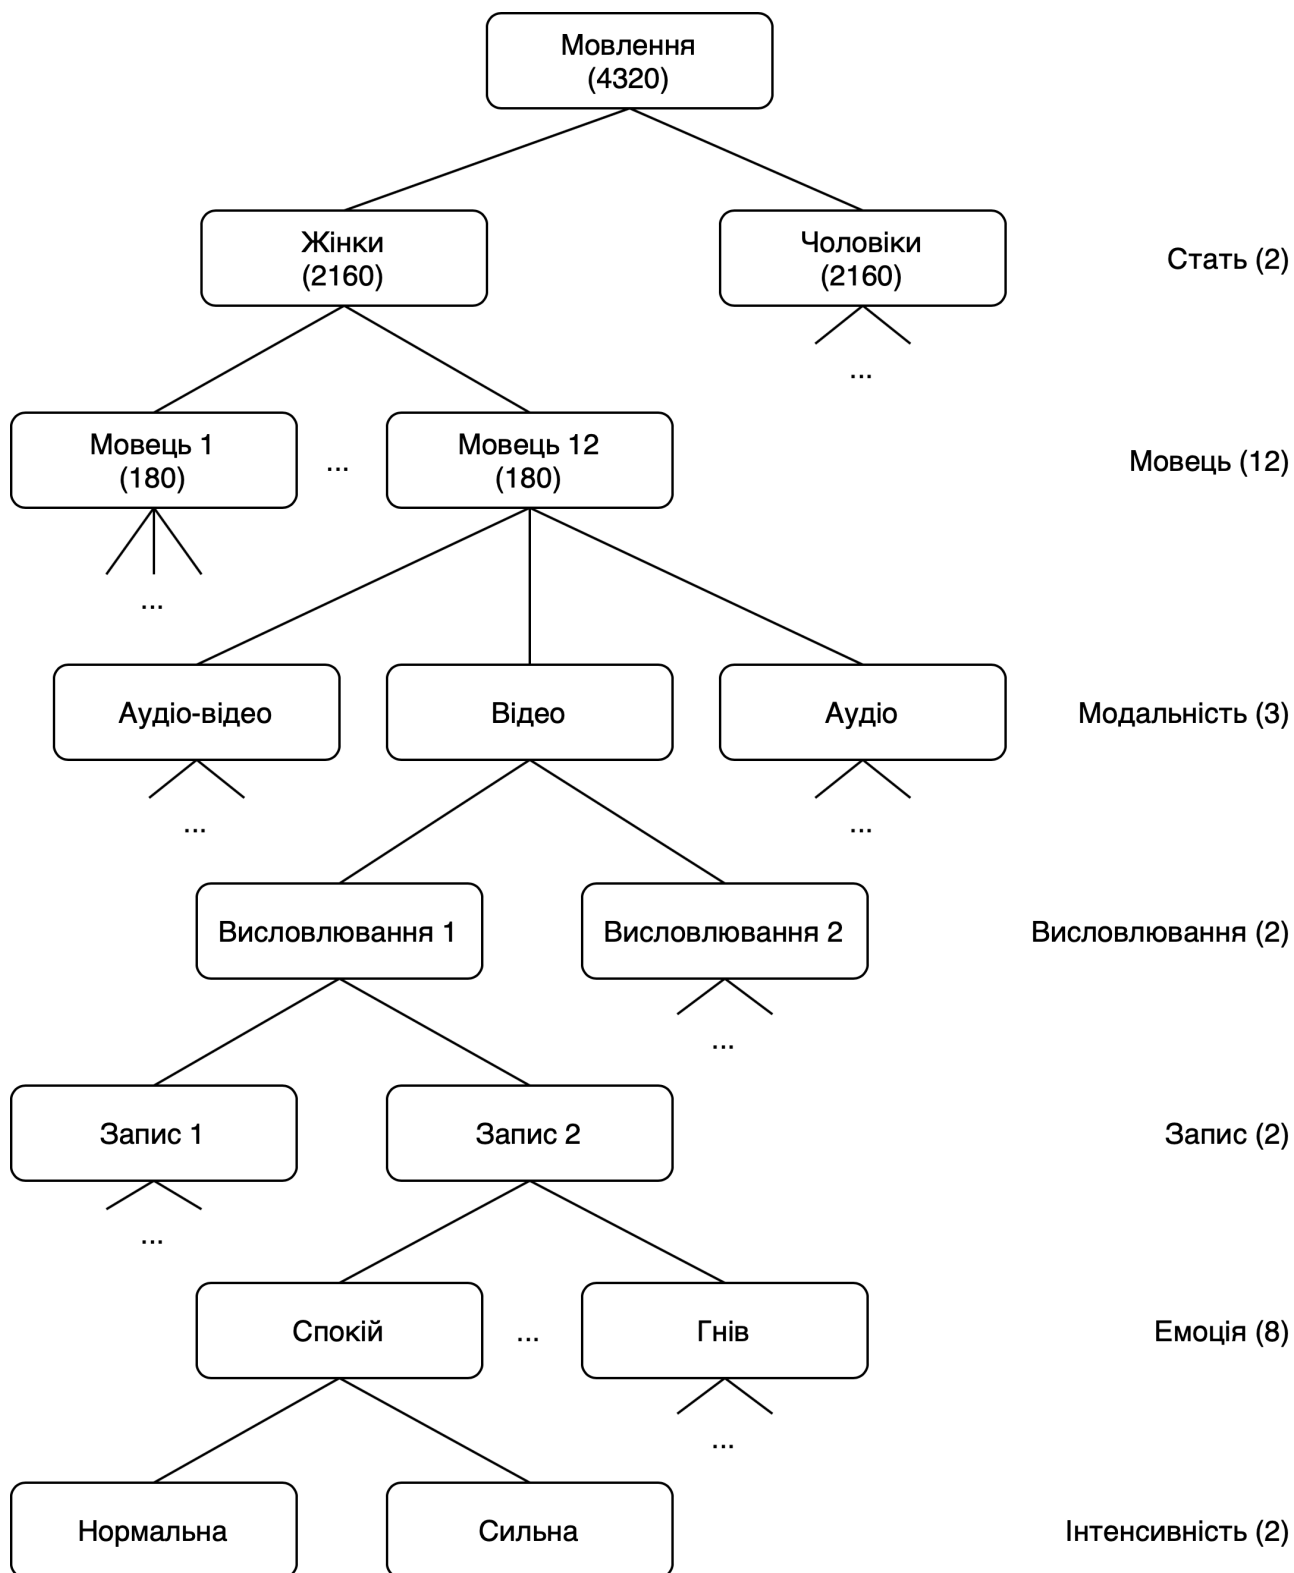 Мовлення
(4320)
Жінки
(2160)
Чоловіки
(2160)
Стать (2)
...
Мовець 1
(180)
...
Мовець 12
(180)
Мовець (12)
...
Аудіо-відео
Відео
Аудіо
Модальність (3)
...
...
Висловлювання 1
Висловлювання 2
Висловлювання (2)
...
Запис 1
Запис 2
Запис (2)
...
Спокій
...
Гнів
Емоція (8)
...
Нормальна
Сильна
Інтенсивність (2)